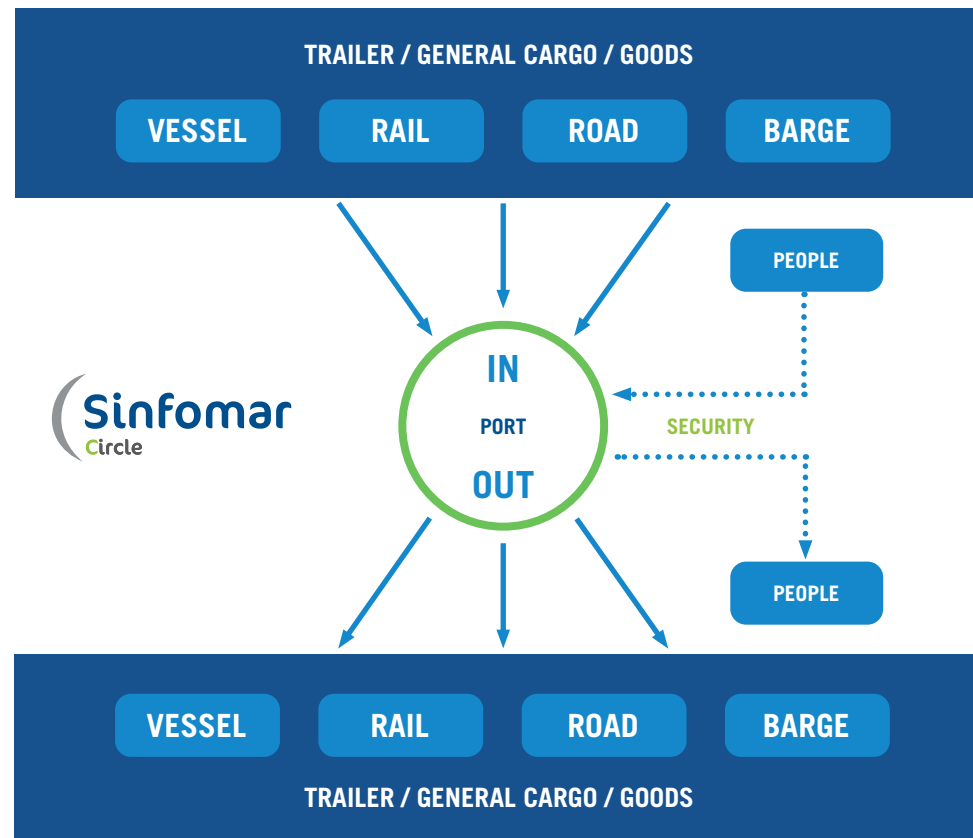 TRAILER / GENERAL CARGO / GOODS
VESSEL RAIL ROAD BARGE
PEOPLE
IN
Sinfomar
Circle
PORT
SECURITY
OUT
PEOPLE
VESSEL RAIL ROAD BARGE
TRAILER / GENERAL CARGO / GOODS